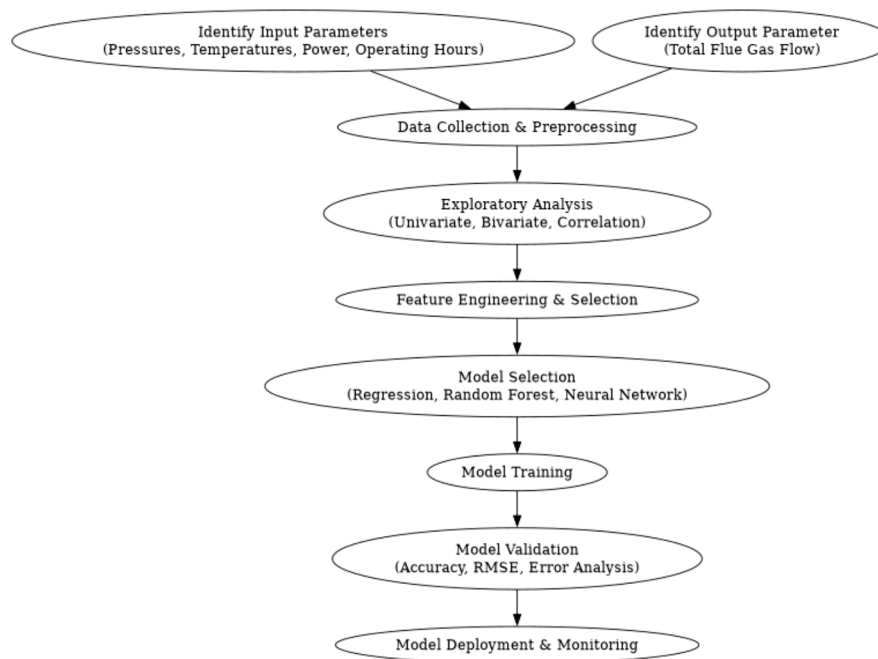 Identify Input Parameters
(Pressures, Temperatures, Power, Operating Hours)
Identify Output Parameter
(Total Flue Gas Flow)
Data Collection & Preprocessing
Exploratory Analysis
(Univariate, Bivariate, Correlation)
Feature Engineering & Selection
Model Selection
(Regression, Random Forest, Neural Network)
Model Training
Model Validation
(Accuracy, RMSE, Error Analysis)
Model Deployment & Monitoring